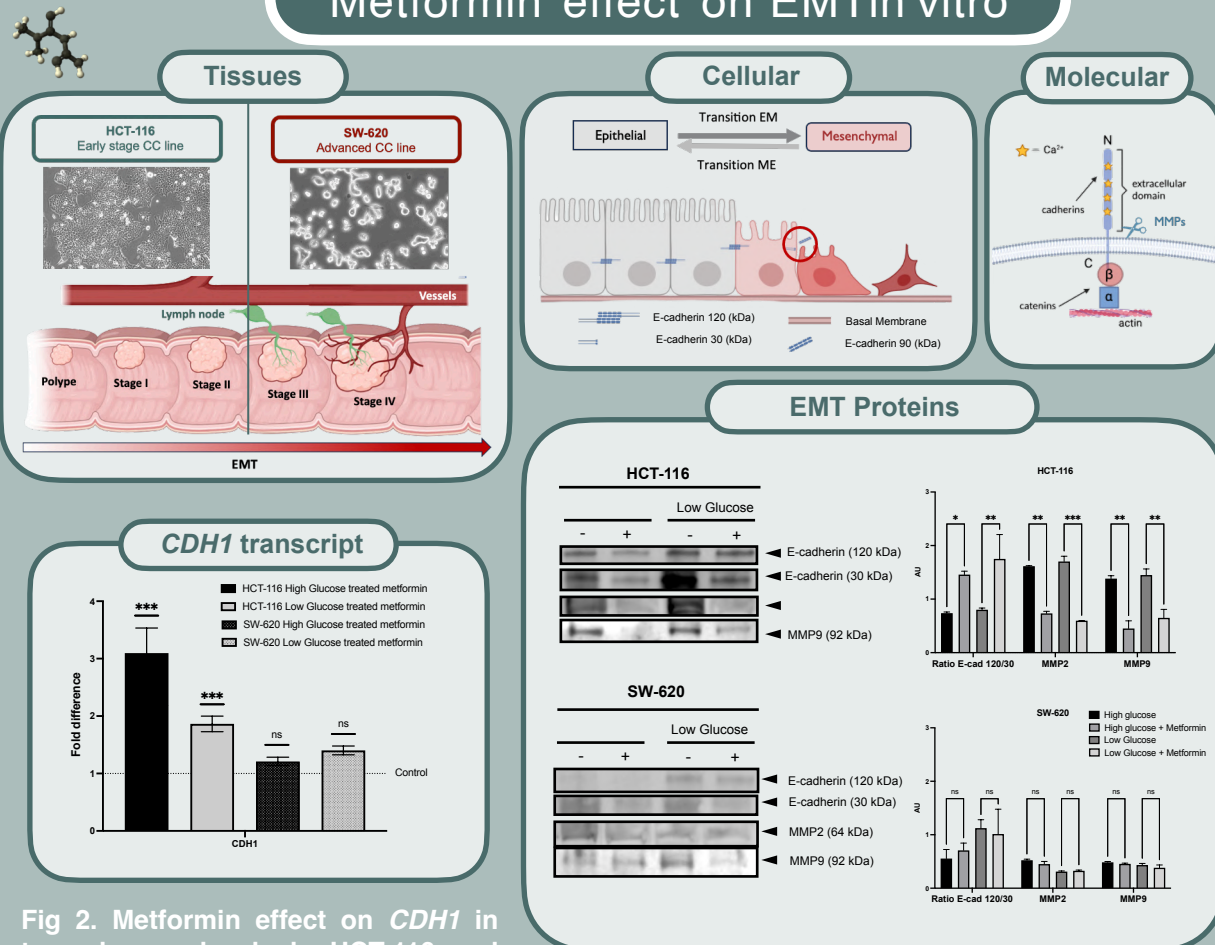 Metformin effect on EMT in vitro
Tissues
HCT-116
Early stage CC line
SW-620
Advanced CC line
Vessels
Lymph node
Polype
Stage I
Stage II
Stage III
Stage IV
EMT
Cellular
Transition EM
Epithelial
Mesenchymal
Transition ME
E-cadherin 120 (kDa)
Basal Membrane
E-cadherin 30 (kDa)
E-cadherin 90 (kDa)
Molecular
= Ca²⁺
N
extracellular
domain
cadherins
MMPs
C
β
α
catenins
actin
CDH1 transcript
HCT-116 High Glucose treated metformin
HCT-116 Low Glucose treated metformin
SW-620 High Glucose treated metformin
SW-620 Low Glucose treated metformin
Fold difference
4
3
2
1
0
***
***
ns
ns
Control
CDH1
Fig 2. Metformin effect on CDH1 in
EMT Proteins
HCT-116
Low Glucose
- + - +
E-cadherin (120 kDa)
E-cadherin (30 kDa)
MMP9 (92 kDa)
HCT-116
AU
3
2
1
0
* ** ** *** ** **
Ratio E-cad 120/30 MMP2 MMP9
SW-620
Low Glucose
- + - +
E-cadherin (120 kDa)
E-cadherin (30 kDa)
MMP2 (64 kDa)
MMP9 (92 kDa)
SW-620
High glucose
High glucose + Metformin
Low Glucose
Low Glucose + Metformin
AU
3
2
1
0
ns ns ns ns ns ns
Ratio E-cad 120/30 MMP2 MMP9